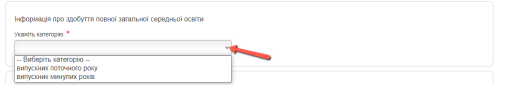 Інформація про здобуття повної загальної середньої освіти
Укажіть категорію: *
-- Виберіть категорію --
випускник поточного року
випускник минулих років